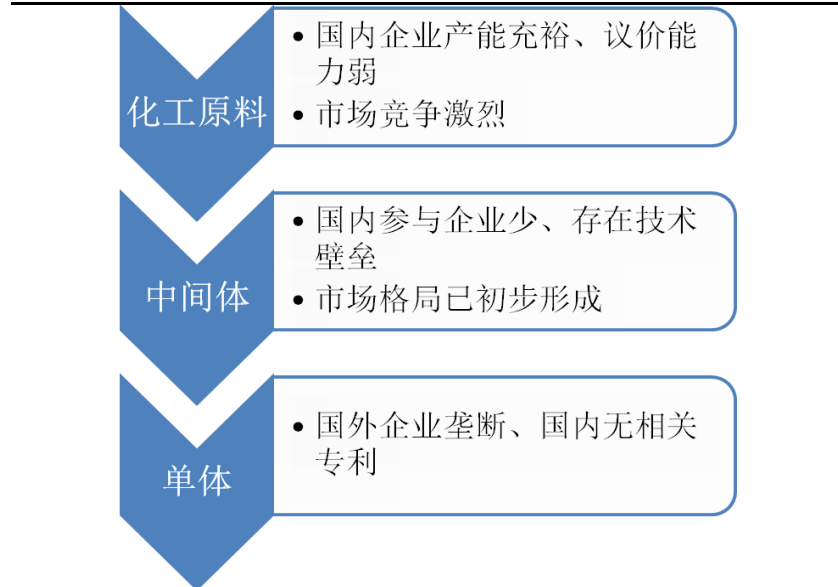 化工原料
• 国内企业产能充裕、议价能
力弱
• 市场竞争激烈
中间体
• 国内参与企业少、存在技术
壁垒
• 市场格局已初步形成
单体
• 国外企业垄断、国内无相关
专利